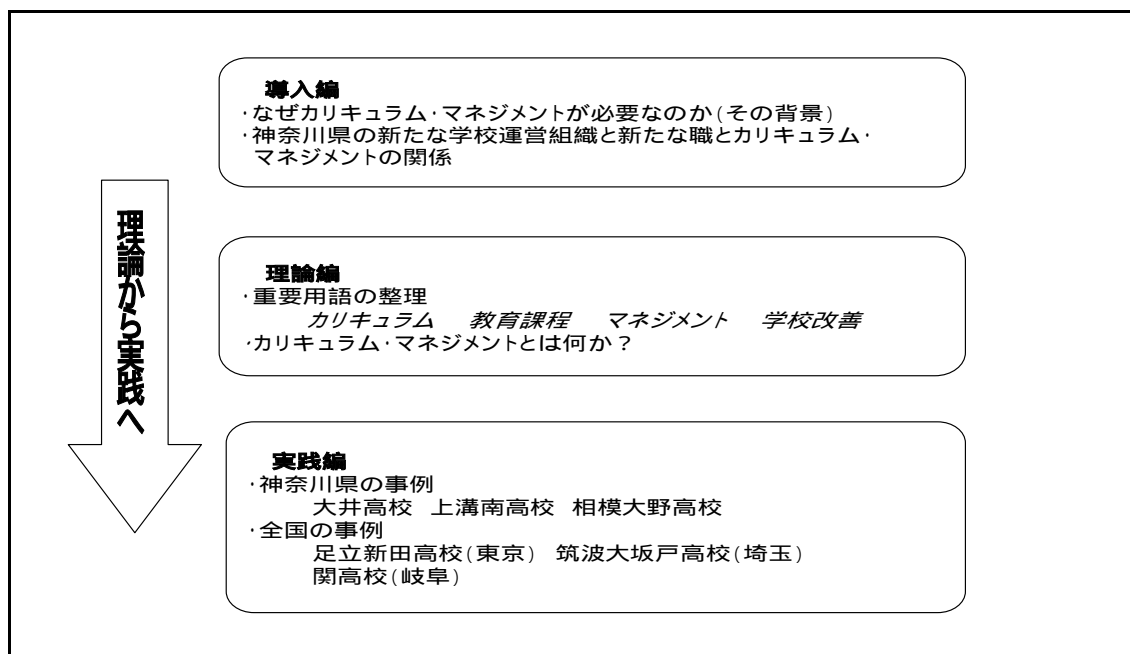 導入編
・なぜカリキュラム・マネジメントが必要なのか(その背景)
・神奈川県の新たな学校運営組織と新たな職とカリキュラム・
マネジメントの関係
理論から実践へ
理論編
・重要用語の整理
カリキュラム 教育課程 マネジメント 学校改善
・カリキュラム・マネジメントとは何か?
実践編
・神奈川県の事例
大井高校 上溝南高校 相模大野高校
・全国の事例
足立新田高校(東京) 筑波大坂戸高校(埼玉)
関高校(岐阜)